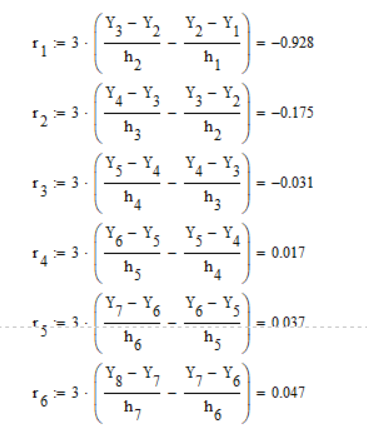 r₁ := 3 · ((Y₃ − Y₂)/h₂ − (Y₂ − Y₁)/h₁) = −0.928
r₂ := 3 · ((Y₄ − Y₃)/h₃ − (Y₃ − Y₂)/h₂) = −0.175
r₃ := 3 · ((Y₅ − Y₄)/h₄ − (Y₄ − Y₃)/h₃) = −0.031
r₄ := 3 · ((Y₆ − Y₅)/h₅ − (Y₅ − Y₄)/h₄) = 0.017
r₅ := 3 · ((Y₇ − Y₆)/h₆ − (Y₆ − Y₅)/h₅) = 0.037
r₆ := 3 · ((Y₈ − Y₇)/h₇ − (Y₇ − Y₆)/h₆) = 0.047